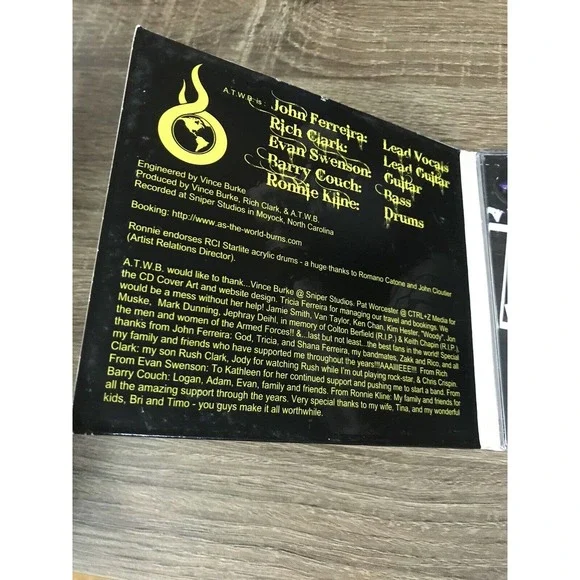 A.T.W.B. is:
John Ferreira: Lead Vocals
Rich Clark: Lead Guitar
Evan Swenson: Guitar
Barry Couch: Bass
Ronnie Kline: Drums
Engineered by Vince Burke
Produced by Vince Burke, Rich Clark, & A.T.W.B.
Recorded at Sniper Studios in Moyock, North Carolina
Booking: http://www.as-the-world-burns.com
Ronnie endorses RCI Starlite acrylic drums - a huge thanks to Romano Catone and John Cloutier
(Artist Relations Director).
A.T.W.B. would like to thank...Vince Burke @ Sniper Studios. Pat Worcester @ CTRL+Z Media for
the CD Cover Art and website design. Tricia Ferreira for managing our travel and bookings. We
would be a mess without her help! Jamie Smith, Van Taylor, Ken Chan, Kim Hester, "Woody", Jon
Muske, Mark Dunning, Jephray Deihl, in memory of Colton Berfield (R.I.P.) & Keith Chapin (R.I.P.),
the men and women of the Armed Forces!! &...last but not least...the best fans in the world! Special
thanks from John Ferreira: God, Tricia, and Shana Ferreira, my bandmates, Zakk and Rico, and all
my family and friends who have supported me throughout the years!!!AAAIIIEEEE!!! From Rich
Clark: my son Rush Clark, Jody for watching Rush while I'm out playing rock-star, & Chris Crispin.
From Evan Swenson: To Kathleen for her continued support and pushing me to start a band. From
Barry Couch: Logan, Adam, Evan, family and friends. From Ronnie Kline: My family and friends for
all the amazing support through the years. Very special thanks to my wife, Tina, and my wonderful
kids, Bri and Timo - you guys make it all worthwhile.